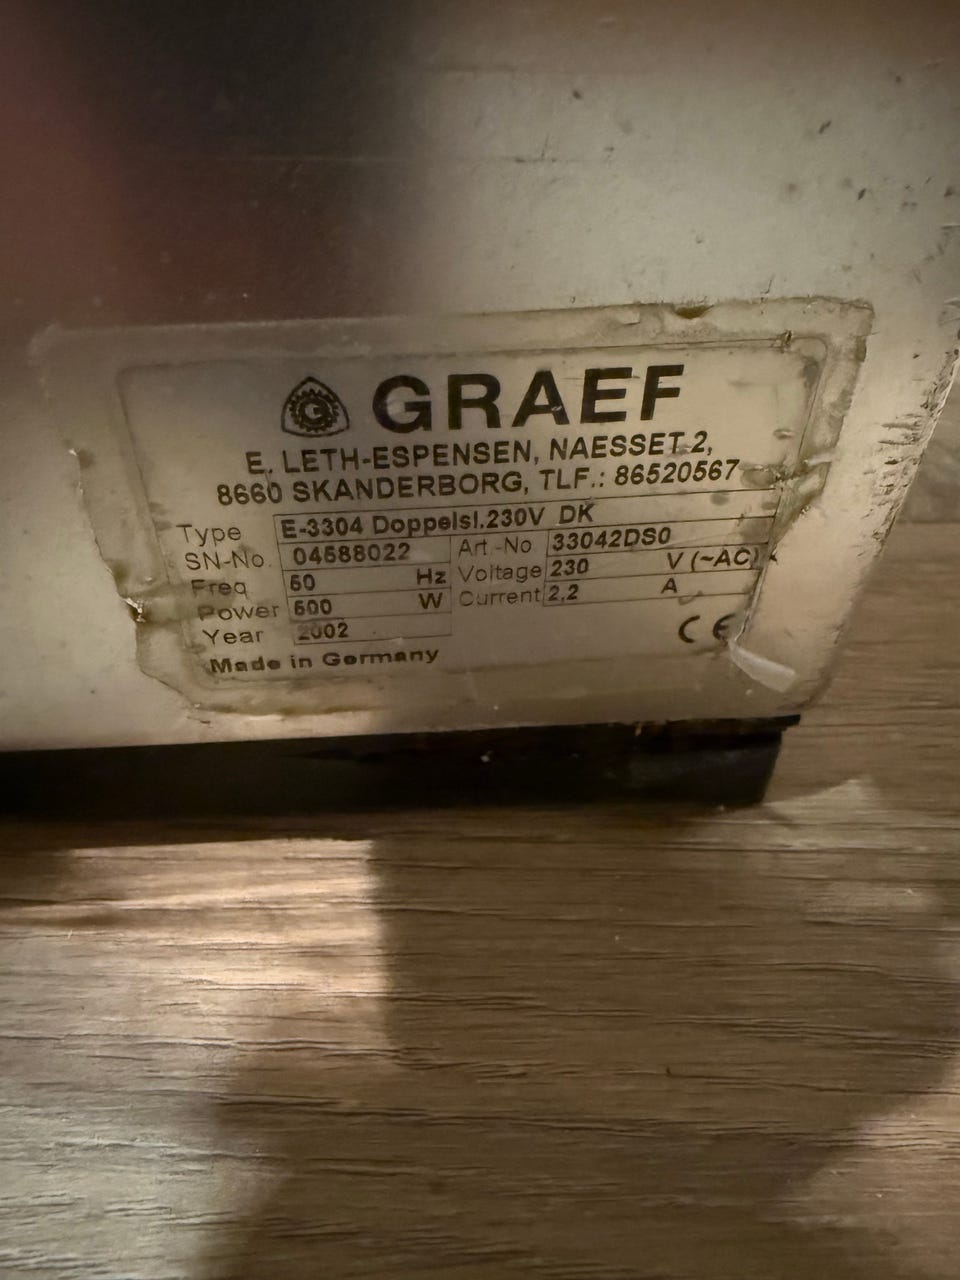 GRAEF
E. LETH-ESPENSEN, NAESSET 2,
8660 SKANDERBORG, TLF.: 86520567
Type E-3304 Doppelsl.230V DK
SN-No. 04688022 Art.-No 33042DS0
Freq 50 Hz Voltage 230 V (~AC)
Power 500 W Current 2,2 A
Year 2002
Made in Germany
CE